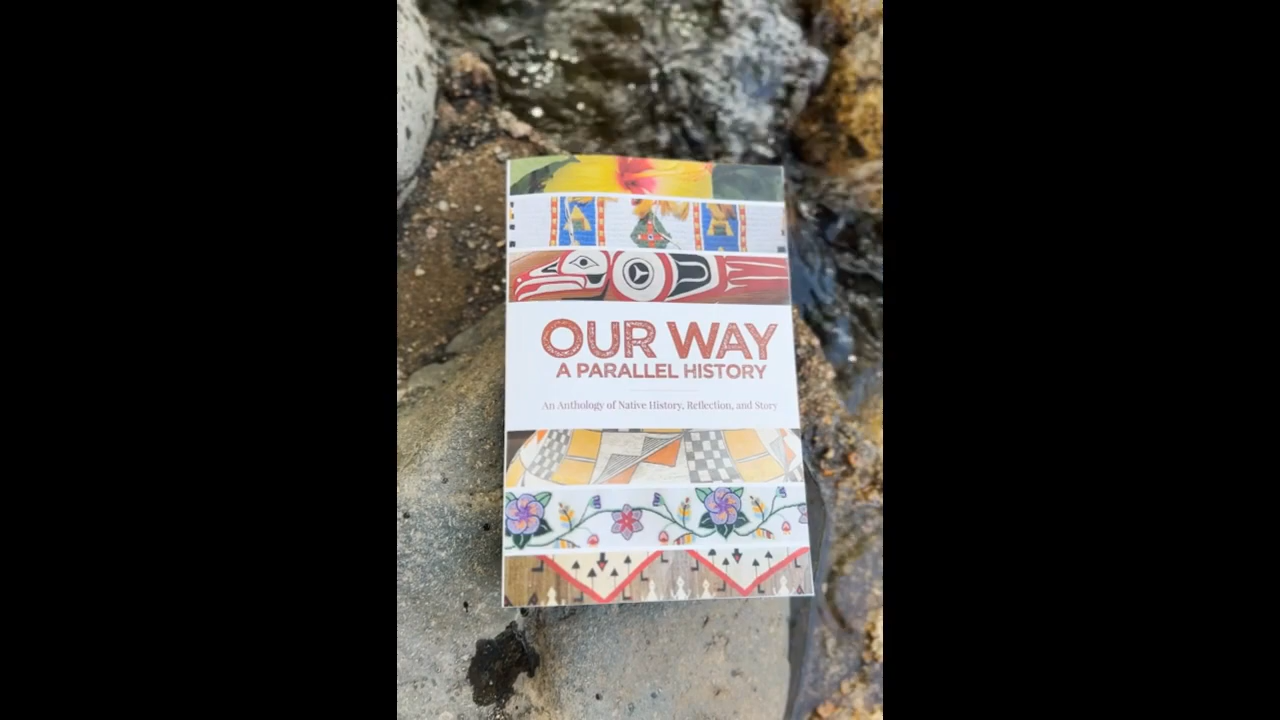 OUR WAY
A PARALLEL HISTORY
An Anthology of Native History, Reflection, and Story